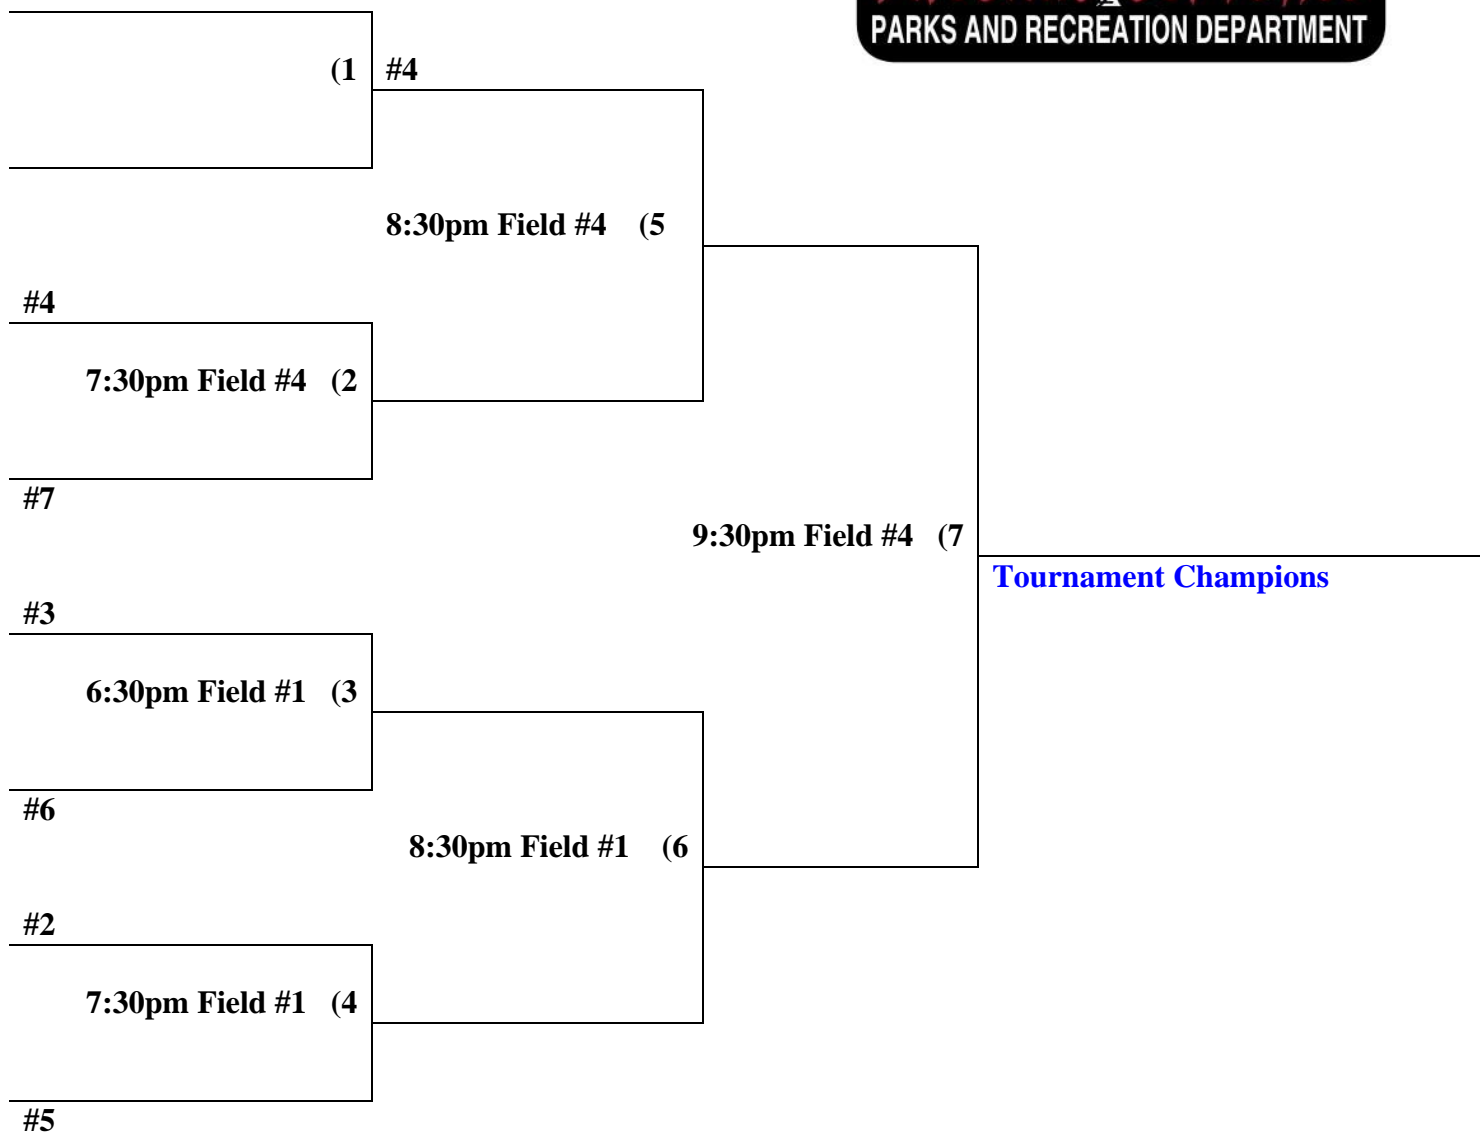 PARKS AND RECREATION DEPARTMENT
(1 #4
8:30pm Field #4 (5
#4
7:30pm Field #4 (2
#7
9:30pm Field #4 (7
Tournament Champions
#3
6:30pm Field #1 (3
#6
8:30pm Field #1 (6
#2
7:30pm Field #1 (4
#5